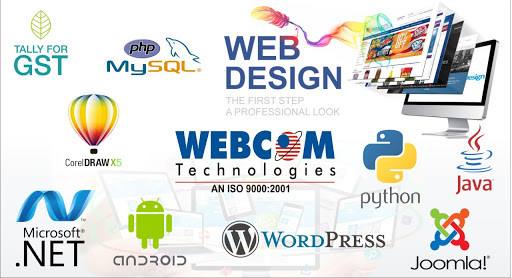 TALLY FOR
GST
php
MySQL®
WEB
DESIGN
THE FIRST STEP
A PROFESSIONAL LOOK
CorelDRAW X5
WEBCOM
Technologies
AN ISO 9000:2001
python
Java
Microsoft®
.NET
ANDROID
WORDPRESS
Joomla!